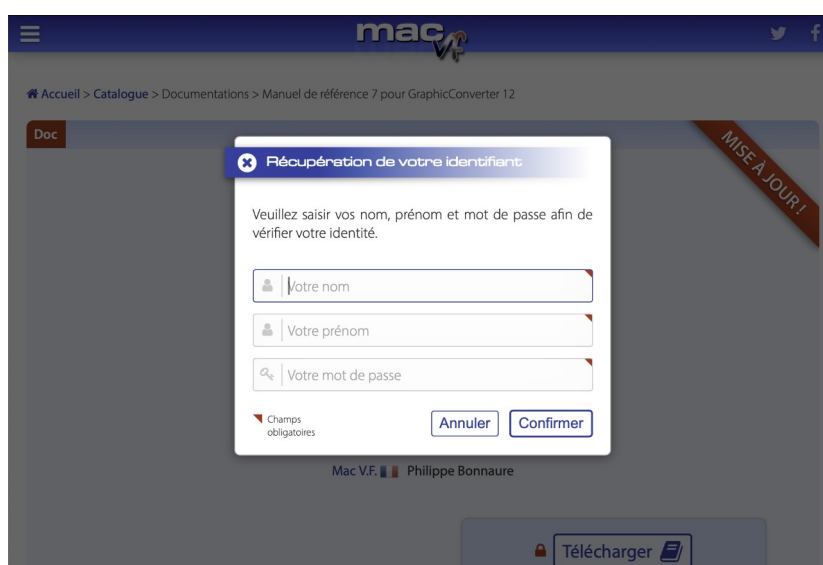 mac VF
Accueil > Catalogue > Documentations > Manuel de référence 7 pour GraphicConverter 12
Doc
MISE À JOUR !
Récupération de votre identifiant
Veuillez saisir vos nom, prénom et mot de passe afin de
vérifier votre identité.
Votre nom
Votre prénom
Votre mot de passe
Champs
obligatoires
Annuler
Confirmer
Mac V.F. Philippe Bonnaure
Télécharger